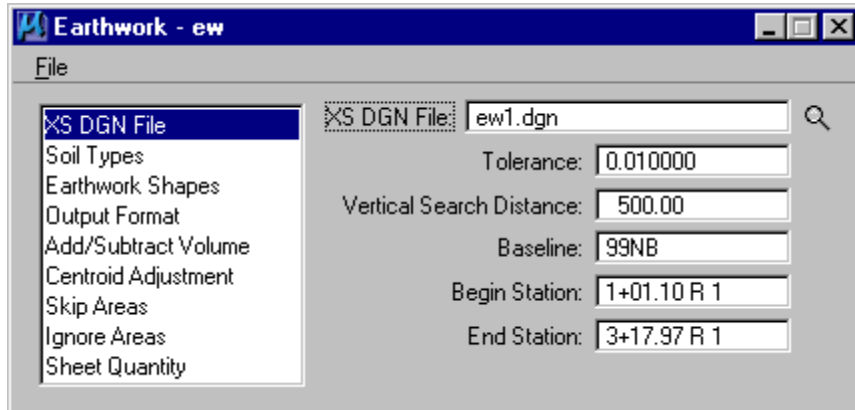 Earthwork - ew
File
XS DGN File
Soil Types
Earthwork Shapes
Output Format
Add/Subtract Volume
Centroid Adjustment
Skip Areas
Ignore Areas
Sheet Quantity
XS DGN File: ew1.dgn
Tolerance: 0.010000
Vertical Search Distance: 500.00
Baseline: 99NB
Begin Station: 1+01.10 R 1
End Station: 3+17.97 R 1